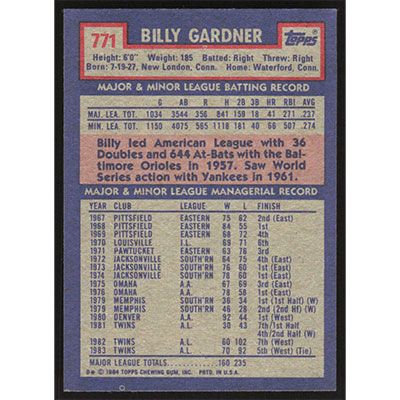 771 BILLY GARDNER Topps
Height: 6'0" Weight: 185 Batted: Right Threw: Right
Born: 7-19-27, New London, Conn. Home: Waterford, Conn.
MAJOR & MINOR LEAGUE BATTING RECORD
G AB R H 2B 3B HR RBI AVG
MAJ. LEA. TOT. 1034 3544 356 841 159 18 41 271 .237
MIN. LEA. TOT. 1150 4075 1118 181 40 66 507 .274
Billy led American League with 36
Doubles and 644 At-Bats with the Bal-
timore Orioles in 1957. Saw World
Series action with Yankees in 1961.
MAJOR & MINOR LEAGUE MANAGERIAL RECORD
YEAR CLUB LEAGUE W L FINISH
1967 PITTSFIELD EASTERN 75 62 2nd (East)
1968 PITTSFIELD EASTERN 84 55 1st
1969 PITTSFIELD EASTERN 68 72 4th
1970 LOUISVILLE I.L. 69 71 6th
1971 PAWTUCKET EASTERN 63 76 3rd (East)
1972 JACKSONVILLE SOUTH'RN 64 75 4th (East)
1973 JACKSONVILLE SOUTH'RN 76 60 1st (East)
1974 JACKSONVILLE SOUTH'RN 78 60 1st (East)
1975 OMAHA A.A. 67 69 3rd (East)
1976 OMAHA A.A. 78 58 1st (East)
1979 MEMPHIS SOUTH'RN 36 34 1st (1st Half) (W)
1979 MEMPHIS SOUTH'RN 46 28 2nd (2nd Hf) (W)
1980 DENVER A.A. 92 44 1st (West)
1981 TWINS A.L. 30 43 7th/1st Half
4th/2nd Half
1982 TWINS A.L. 60 102 7th (West)
1983 TWINS A.L. 70 92 5th (West) (Tie)
MAJOR LEAGUE TOTALS 160 235
© 1984 TOPPS CHEWING GUM, INC. PRTD. IN U.S.A.